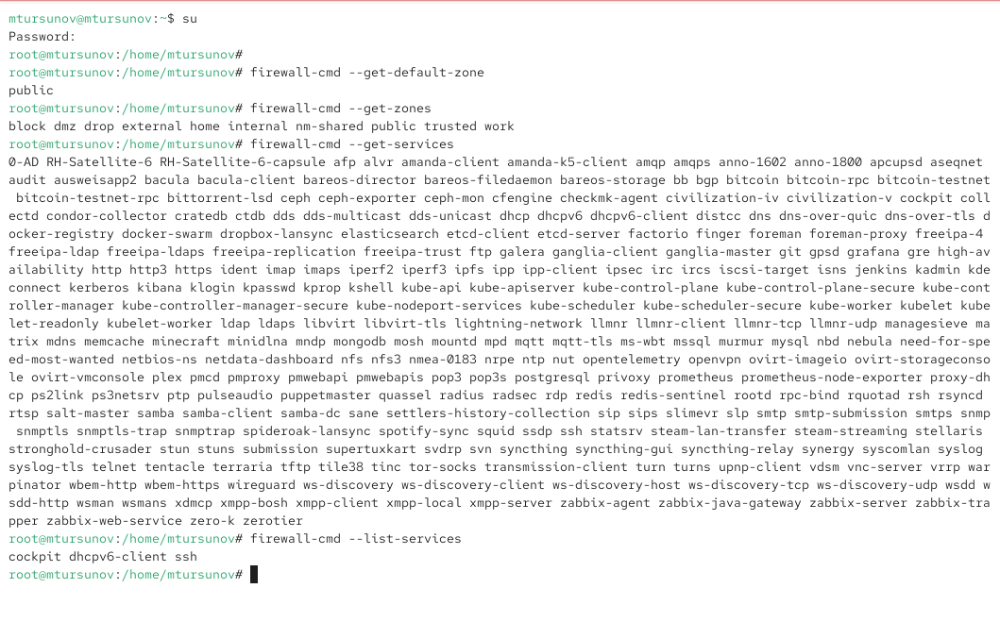 mtursunov@mtursunov:~$ su
Password:
root@mtursunov:/home/mtursunov#
root@mtursunov:/home/mtursunov# firewall-cmd --get-default-zone
public
root@mtursunov:/home/mtursunov# firewall-cmd --get-zones
block dmz drop external home internal nm-shared public trusted work
root@mtursunov:/home/mtursunov# firewall-cmd --get-services
0-AD RH-Satellite-6 RH-Satellite-6-capsule afp alvr amanda-client amanda-k5-client amqp amqps anno-1602 anno-1800 apcupsd aseqnet
audit ausweisapp2 bacula bacula-client bareos-director bareos-filedaemon bareos-storage bb bgp bitcoin bitcoin-rpc bitcoin-testnet
 bitcoin-testnet-rpc bittorrent-lsd ceph ceph-exporter ceph-mon cfengine checkmk-agent civilization-iv civilization-v cockpit coll
ectd condor-collector cratedb ctdb dds dds-multicast dds-unicast dhcp dhcpv6 dhcpv6-client distcc dns dns-over-quic dns-over-tls d
ocker-registry docker-swarm dropbox-lansync elasticsearch etcd-client etcd-server factorio finger foreman foreman-proxy freeipa-4
freeipa-ldap freeipa-ldaps freeipa-replication freeipa-trust ftp galera ganglia-client ganglia-master git gpsd grafana gre high-av
ailability http http3 https ident imap imaps iperf2 iperf3 ipfs ipp ipp-client ipsec irc ircs iscsi-target isns jenkins kadmin kde
connect kerberos kibana klogin kpasswd kprop kshell kube-api kube-apiserver kube-control-plane kube-control-plane-secure kube-cont
roller-manager kube-controller-manager-secure kube-nodeport-services kube-scheduler kube-scheduler-secure kube-worker kubelet kube
let-readonly kubelet-worker ldap ldaps libvirt libvirt-tls lightning-network llmnr llmnr-client llmnr-tcp llmnr-udp managesieve ma
trix mdns memcache minecraft minidlna mndp mongodb mosh mountd mpd mqtt mqtt-tls ms-wbt mssql murmur mysql nbd nebula need-for-spe
ed-most-wanted netbios-ns netdata-dashboard nfs nfs3 nmea-0183 nrpe ntp nut opentelemetry openvpn ovirt-imageio ovirt-storageconso
le ovirt-vmconsole plex pmcd pmproxy pmwebapi pmwebapis pop3 pop3s postgresql privoxy prometheus prometheus-node-exporter proxy-dh
cp ps2link ps3netsrv ptp pulseaudio puppetmaster quassel radius radsec rdp redis redis-sentinel rootd rpc-bind rquotad rsh rsyncd
rtsp salt-master samba samba-client samba-dc sane settlers-history-collection sip sips slimevr slp smtp smtp-submission smtps snmp
 snmptls snmptls-trap snmptrap spideroak-lansync spotify-sync squid ssdp ssh statsrv steam-lan-transfer steam-streaming stellaris
stronghold-crusader stun stuns submission supertuxkart svdrp svn syncthing syncthing-gui syncthing-relay synergy syscomlan syslog
syslog-tls telnet tentacle terraria tftp tile38 tinc tor-socks transmission-client turn turns upnp-client vdsm vnc-server vrrp war
pinator wbem-http wbem-https wireguard ws-discovery ws-discovery-client ws-discovery-host ws-discovery-tcp ws-discovery-udp wsdd w
sdd-http wsman wsmans xdmcp xmpp-bosh xmpp-client xmpp-local xmpp-server zabbix-agent zabbix-java-gateway zabbix-server zabbix-tra
pper zabbix-web-service zero-k zerotier
root@mtursunov:/home/mtursunov# firewall-cmd --list-services
cockpit dhcpv6-client ssh
root@mtursunov:/home/mtursunov#